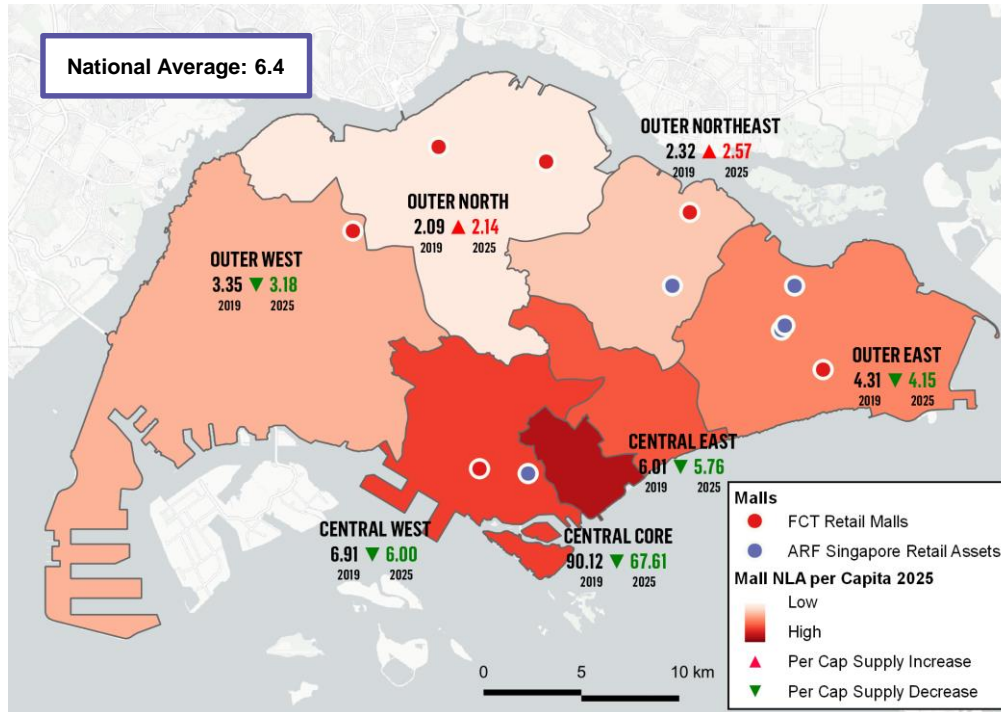 National Average: 6.4
OUTER NORTHEAST
2.32 ▲ 2.57
2019 2025
OUTER NORTH
2.09 ▲ 2.14
2019 2025
OUTER WEST
3.35 ▼ 3.18
2019 2025
OUTER EAST
4.31 ▼ 4.15
2019 2025
CENTRAL EAST
6.01 ▼ 5.76
2019 2025
CENTRAL WEST
6.91 ▼ 6.00
2019 2025
CENTRAL CORE
90.12 ▼ 67.61
2019 2025
0 5 10 km
Malls
FCT Retail Malls
ARF Singapore Retail Assets
Mall NLA per Capita 2025
Low
High
▲ Per Cap Supply Increase
▼ Per Cap Supply Decrease